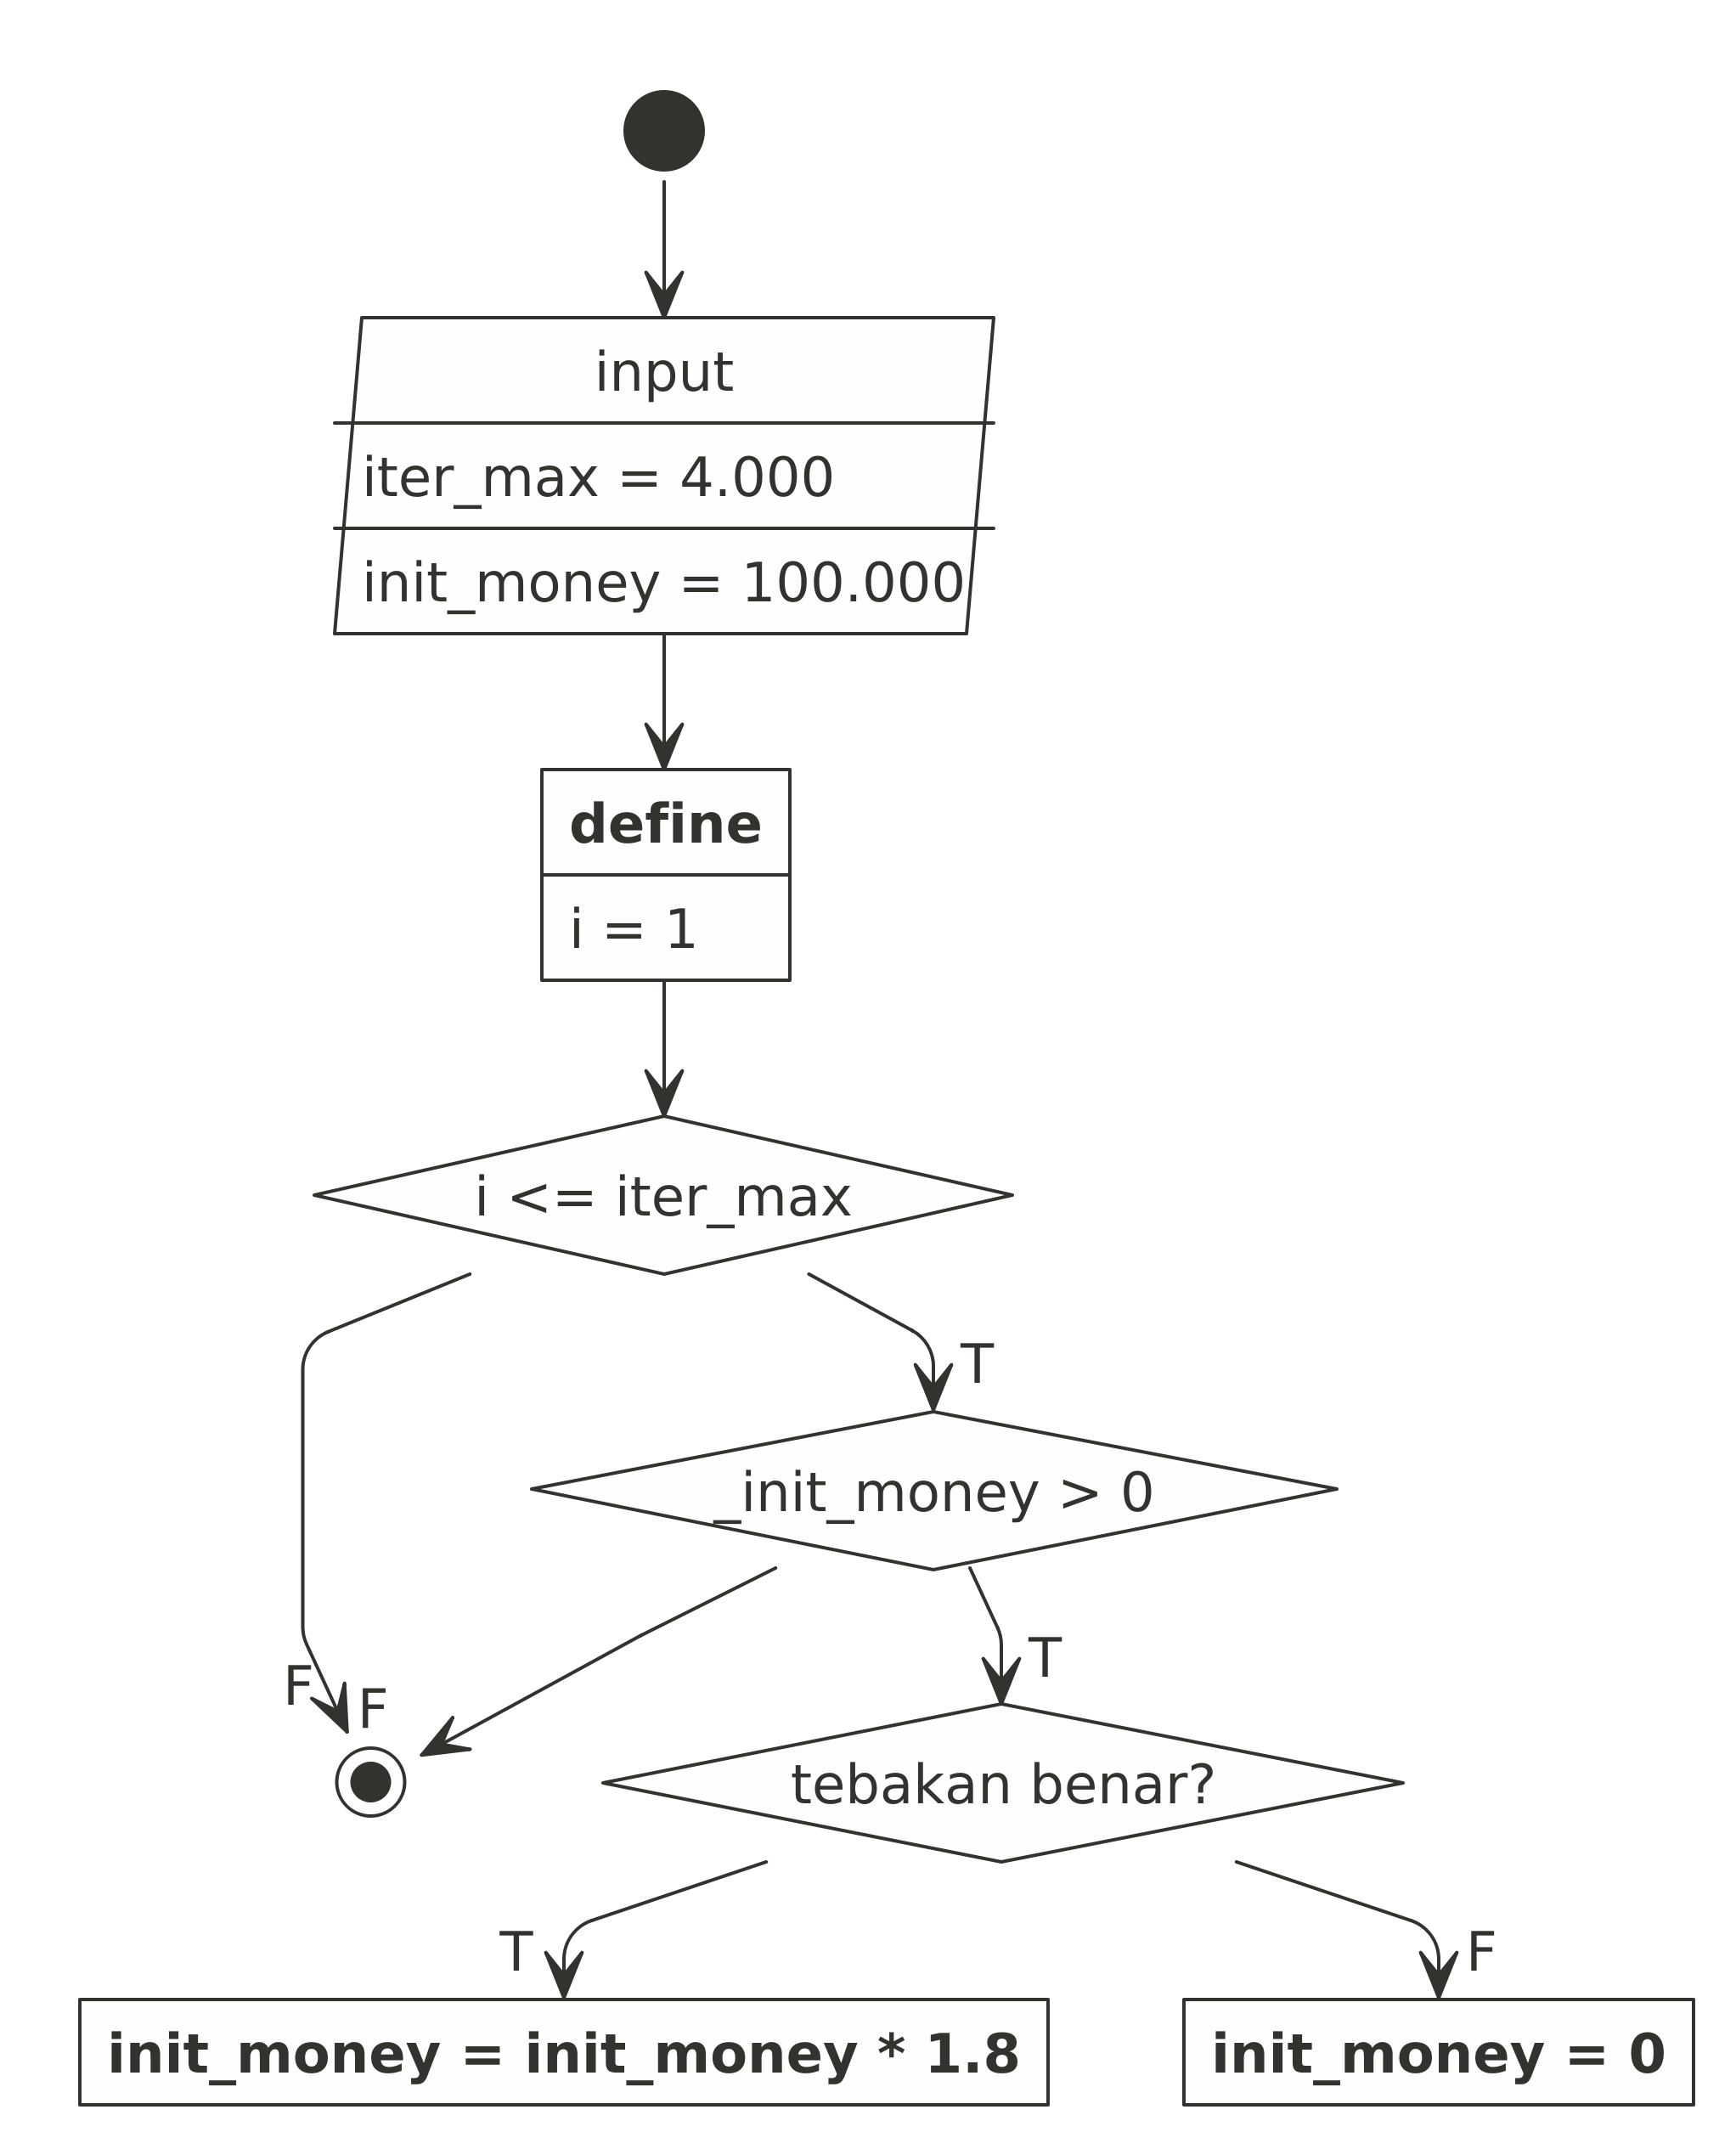 input
iter_max = 4.000
init_money = 100.000
define
i = 1
i <= iter_max
T
_init_money > 0
F
F
T
tebakan benar?
T
F
init_money = init_money * 1.8
init_money = 0